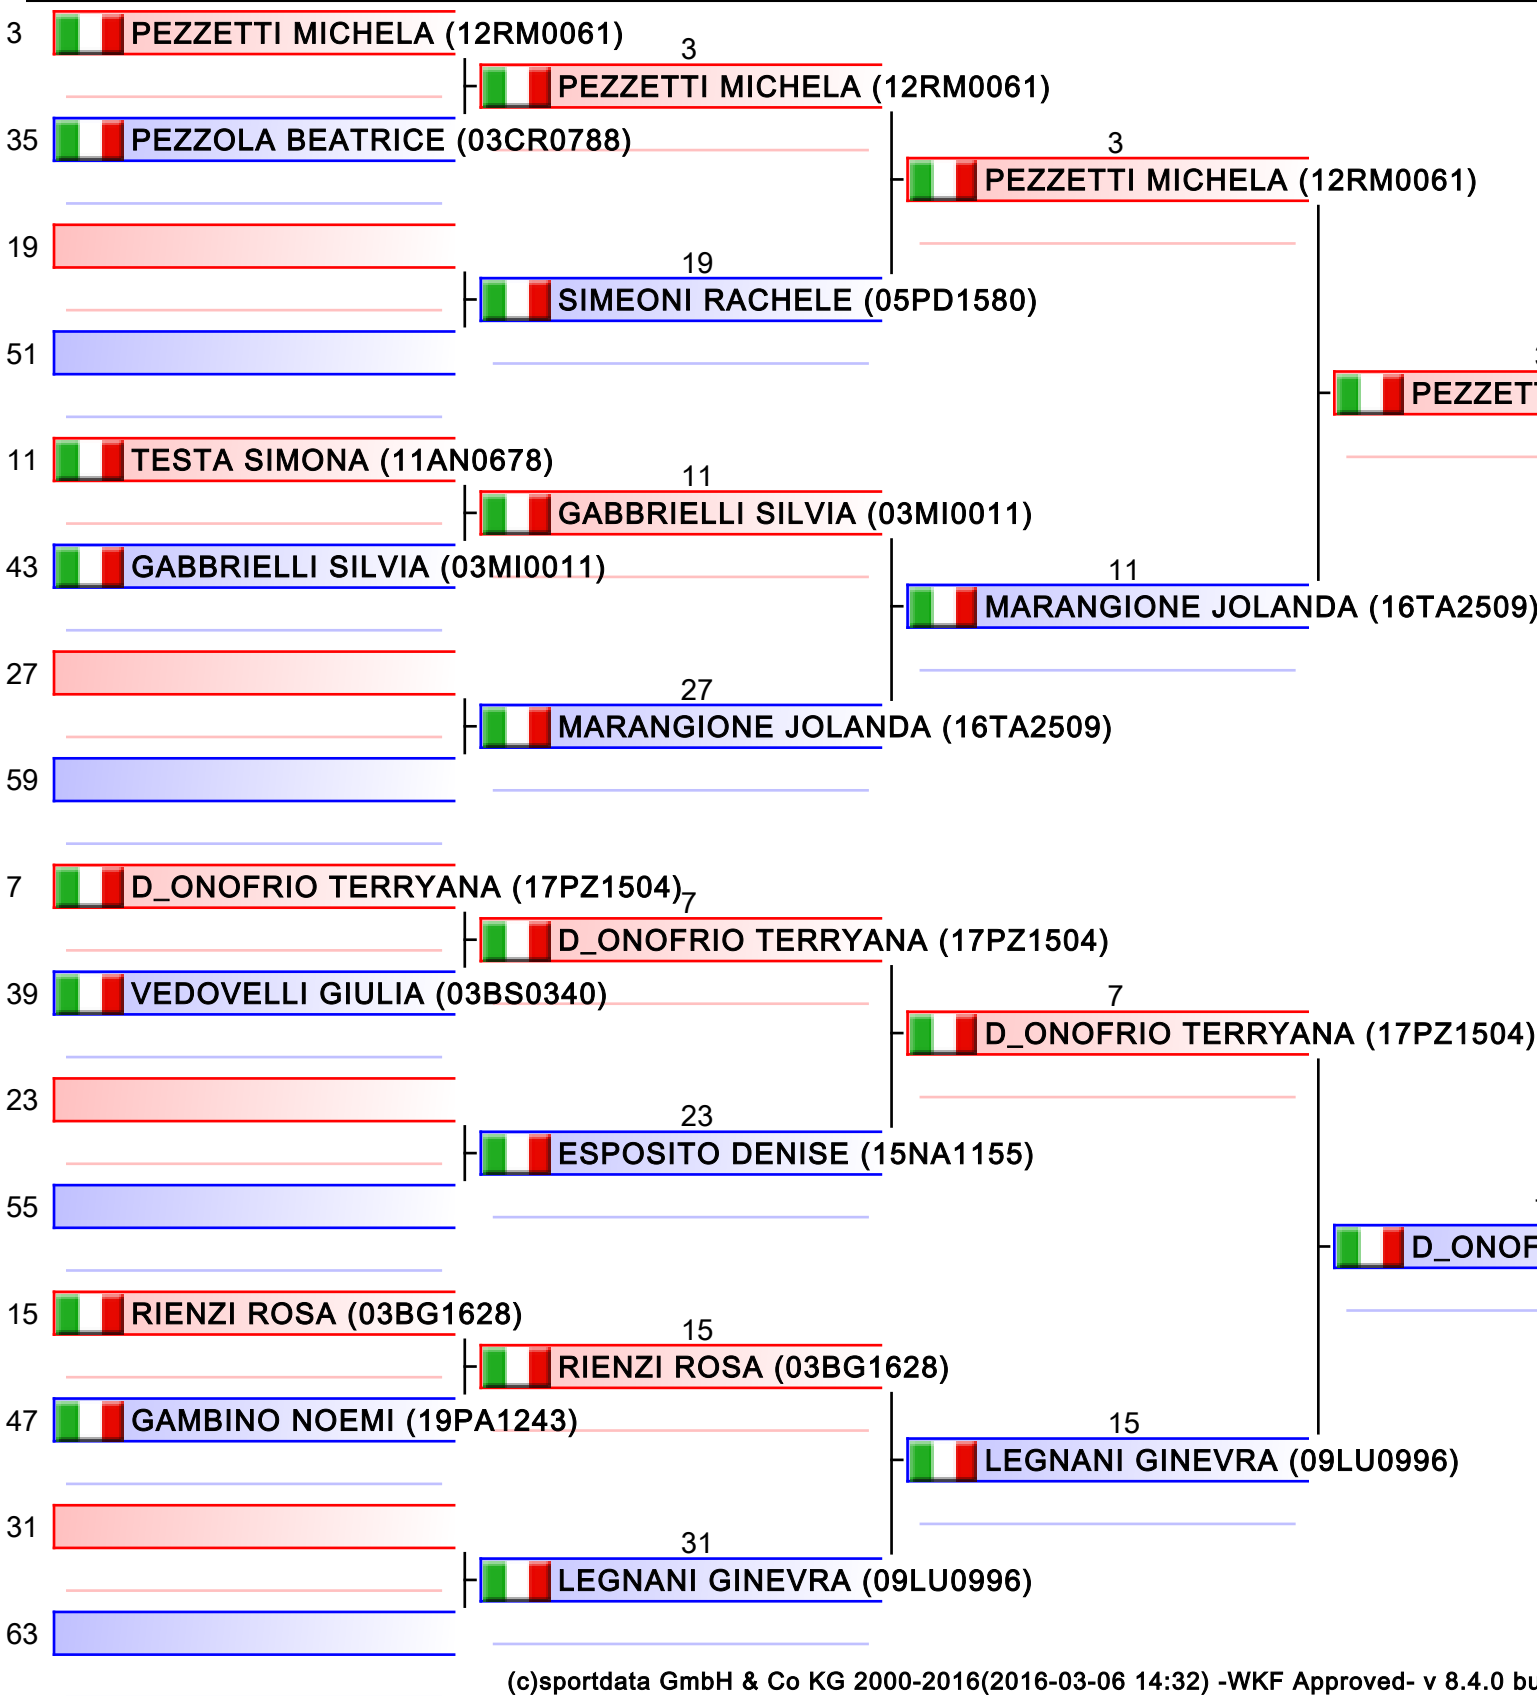 3 PEZZETTI MICHELA (12RM0061)
3
PEZZETTI MICHELA (12RM0061)
35 PEZZOLA BEATRICE (03CR0788)
3
PEZZETTI MICHELA (12RM0061)
19
19
SIMEONI RACHELE (05PD1580)
51
PEZZETT
11 TESTA SIMONA (11AN0678)
11
GABBRIELLI SILVIA (03MI0011)
43 GABBRIELLI SILVIA (03MI0011)
11
MARANGIONE JOLANDA (16TA2509)
27
27
MARANGIONE JOLANDA (16TA2509)
59
7 D_ONOFRIO TERRYANA (17PZ1504)
7
D_ONOFRIO TERRYANA (17PZ1504)
39 VEDOVELLI GIULIA (03BS0340)
7
D_ONOFRIO TERRYANA (17PZ1504)
23
23
ESPOSITO DENISE (15NA1155)
55
D_ONOF
15 RIENZI ROSA (03BG1628)
15
RIENZI ROSA (03BG1628)
47 GAMBINO NOEMI (19PA1243)
15
LEGNANI GINEVRA (09LU0996)
31
31
LEGNANI GINEVRA (09LU0996)
63
(c)sportdata GmbH & Co KG 2000-2016(2016-03-06 14:32) -WKF Approved- v 8.4.0 bu